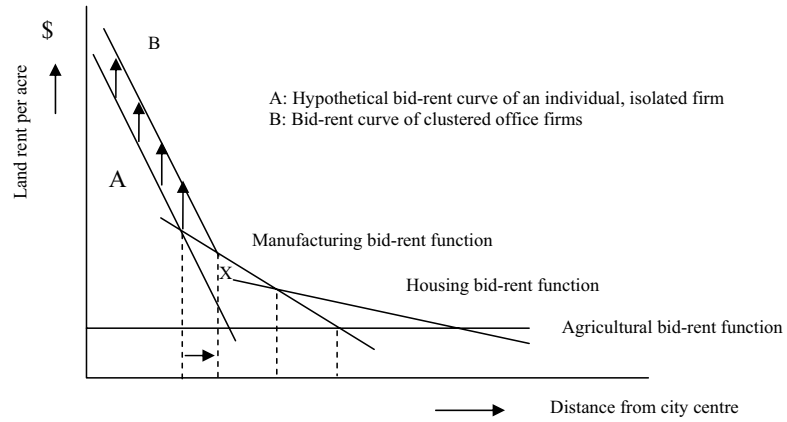 $
B
Land rent per acre
A: Hypothetical bid-rent curve of an individual, isolated firm
B: Bid-rent curve of clustered office firms
A
Manufacturing bid-rent function
X
Housing bid-rent function
Agricultural bid-rent function
Distance from city centre